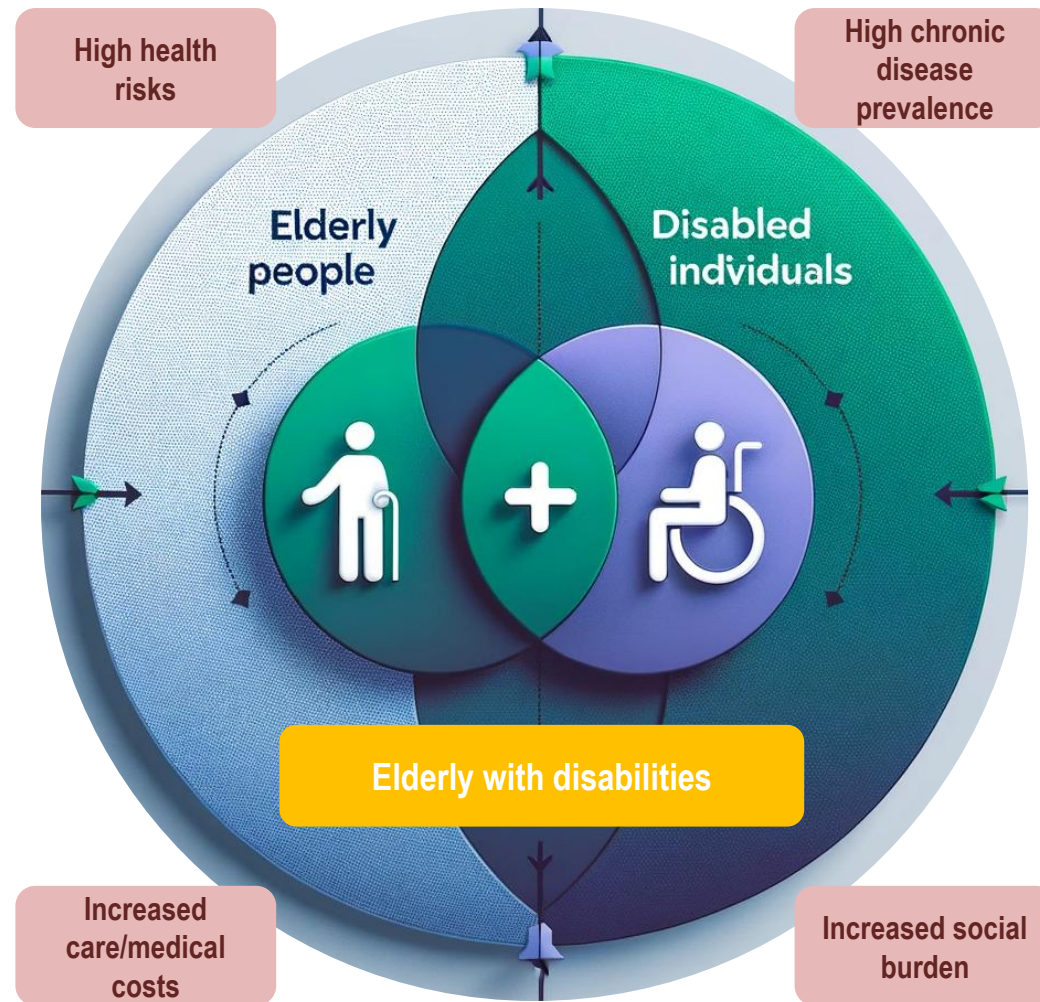 High health
risks
High chronic
disease
prevalence
Elderly
people
Disabled
individuals
Elderly with disabilities
Increased
care/medical
costs
Increased social
burden